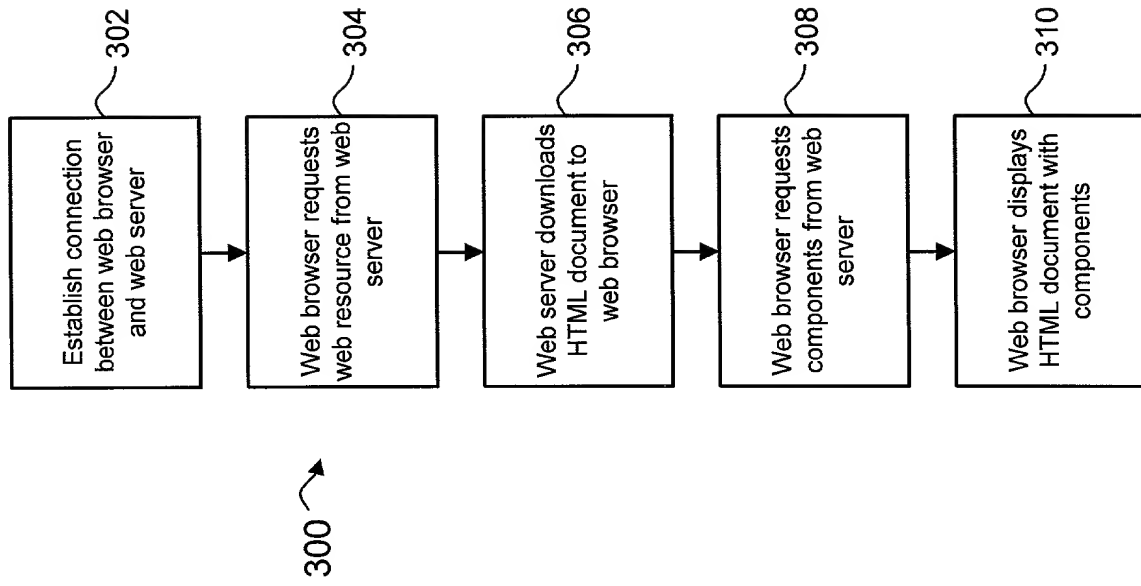 300
Establish connection
between web browser
and web server
302
Web browser requests
web resource from web
server
304
Web server downloads
HTML document to
web browser
306
Web browser requests
components from web
server
308
Web browser displays
HTML document with
components
310